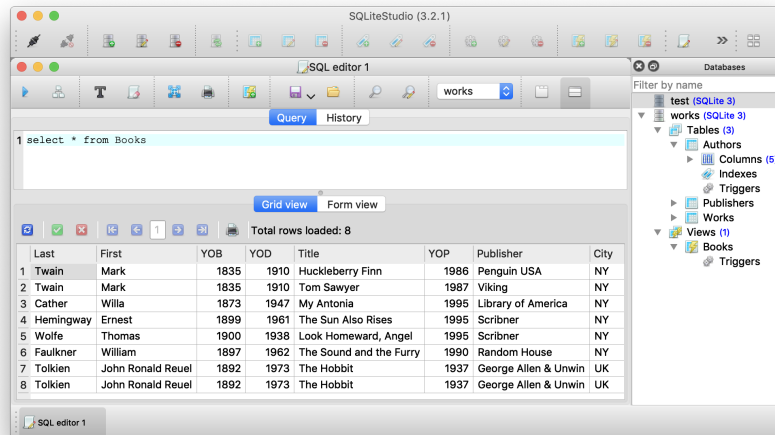 SQLiteStudio (3.2.1)
SQL editor 1
Databases
works
Filter by name
Query History
1 select * from Books
test (SQLite 3)
works (SQLite 3)
Tables (3)
Authors
Columns (5
Indexes
Triggers
Publishers
Works
Views (1)
Books
Triggers
Grid view Form view
1 Total rows loaded: 8
Last First YOB YOD Title YOP Publisher City
1 Twain Mark 1835 1910 Huckleberry Finn 1986 Penguin USA NY
2 Twain Mark 1835 1910 Tom Sawyer 1987 Viking NY
3 Cather Willa 1873 1947 My Antonia 1995 Library of America NY
4 Hemingway Ernest 1899 1961 The Sun Also Rises 1995 Scribner NY
5 Wolfe Thomas 1900 1938 Look Homeward, Angel 1995 Scribner NY
6 Faulkner William 1897 1962 The Sound and the Furry 1990 Random House NY
7 Tolkien John Ronald Reuel 1892 1973 The Hobbit 1937 George Allen & Unwin UK
8 Tolkien John Ronald Reuel 1892 1973 The Hobbit 1937 George Allen & Unwin UK
SQL editor 1